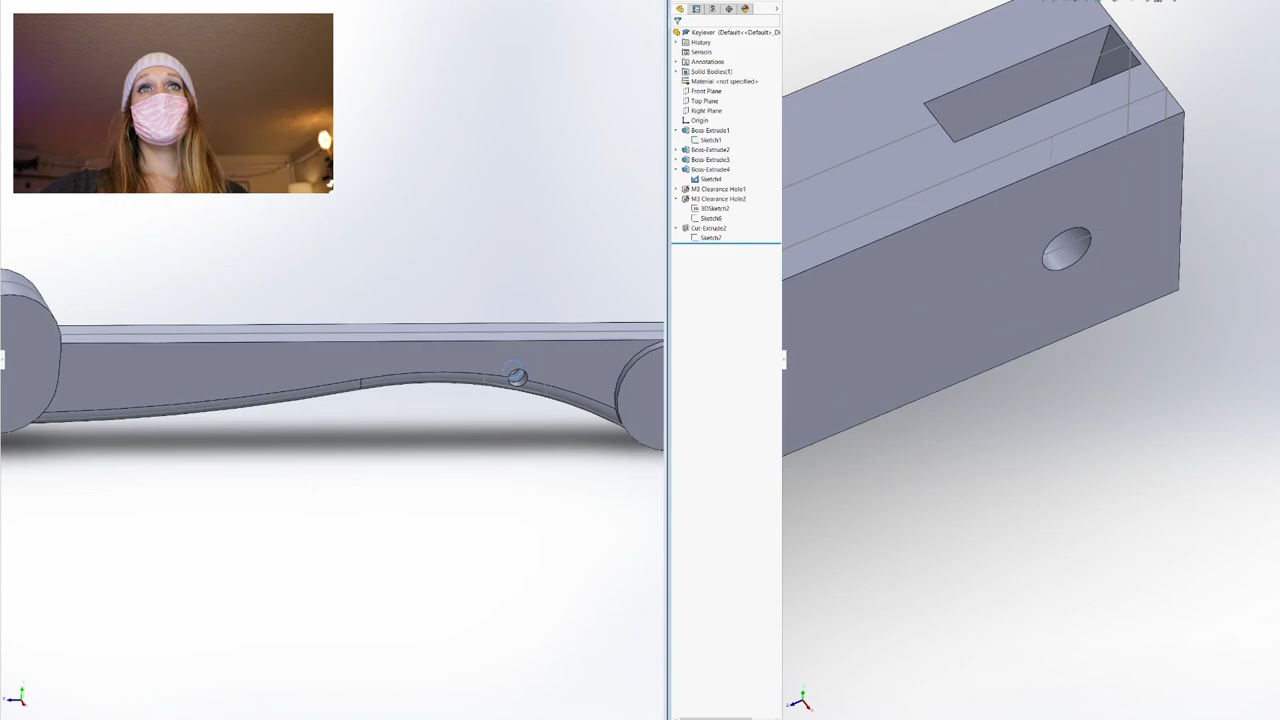 Keylever (Default<<Default>_Di
History
Sensors
Annotations
Solid Bodies(1)
Material <not specified>
Front Plane
Top Plane
Right Plane
Origin
Boss-Extrude1
Sketch1
Boss-Extrude2
Boss-Extrude3
Boss-Extrude4
Sketch4
M3 Clearance Hole1
M3 Clearance Hole2
3DSketch2
Sketch6
Cut-Extrude2
Sketch7